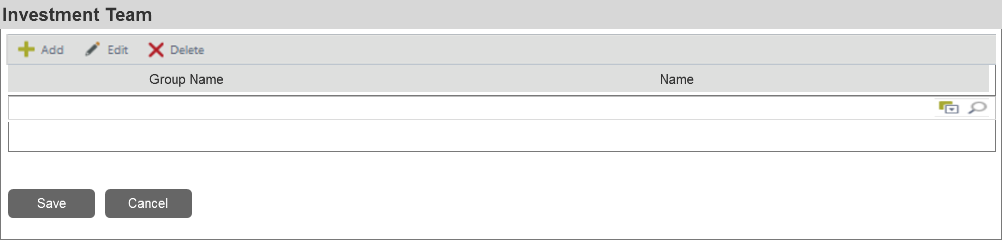 Investment Team
Add Edit Delete
Group Name Name
Save Cancel